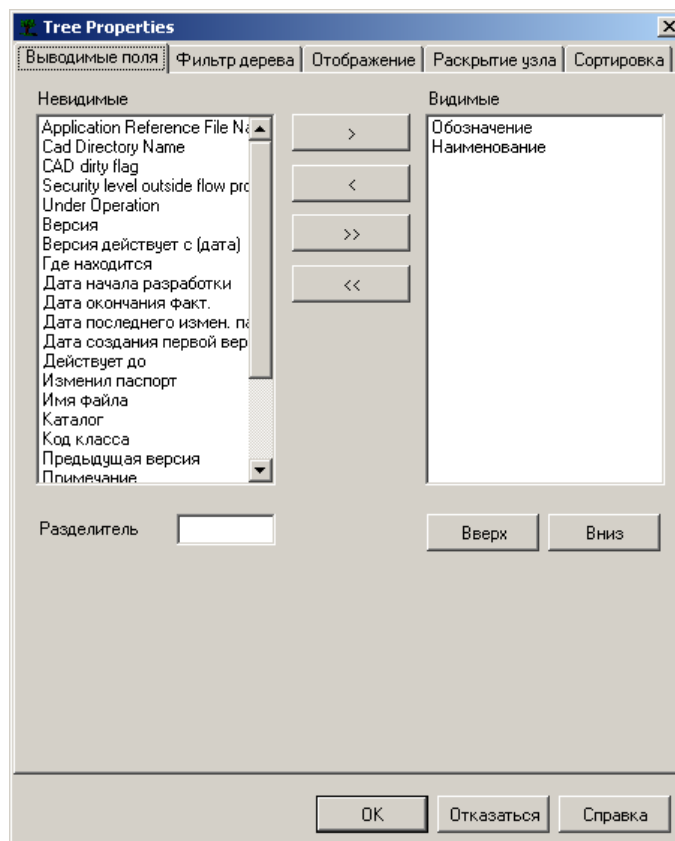 Tree Properties
Выводимые поля Фильтр дерева Отображение Раскрытие узла Сортировка
Невидимые
Application Reference File Na
Cad Directory Name
CAD dirty flag
Security level outside flow pro
Under Operation
Версия
Версия действует с (дата)
Где находится
Дата начала разработки
Дата окончания факт.
Дата последнего измен. па
Дата создания первой вер
Действует до
Изменил паспорт
Имя файла
Каталог
Код класса
Предыдущая версия
Примечание
>
<
>>
<<
Видимые
Обозначение
Наименование
Разделитель
Вверх Вниз
OK Отказаться Справка